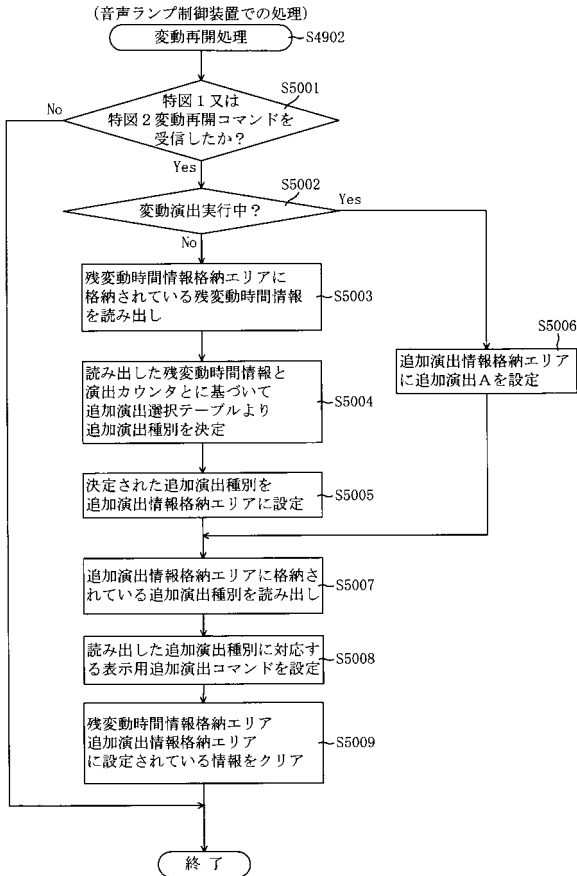 (音声ランプ制御装置での処理)
変動再開処理
S4902
S5001
No
特図1又は
特図2変動再開コマンドを
受信したか?
Yes
S5002
変動演出実行中?
Yes
No
残変動時間情報格納エリアに
格納されている残変動時間情報
を読み出し
S5003
S5006
追加演出情報格納エリア
に追加演出Aを設定
読み出した残変動時間情報と
演出カウンタとに基づいて
追加演出選択テーブルより
追加演出種別を決定
S5004
決定された追加演出種別を
追加演出情報格納エリアに設定
S5005
追加演出情報格納エリアに格納さ
れている追加演出種別を読み出し
S5007
読み出した追加演出種別に対応す
る表示用追加演出コマンドを設定
S5008
残変動時間情報格納エリア
追加演出情報格納エリア
に設定されている情報をクリア
S5009
終了